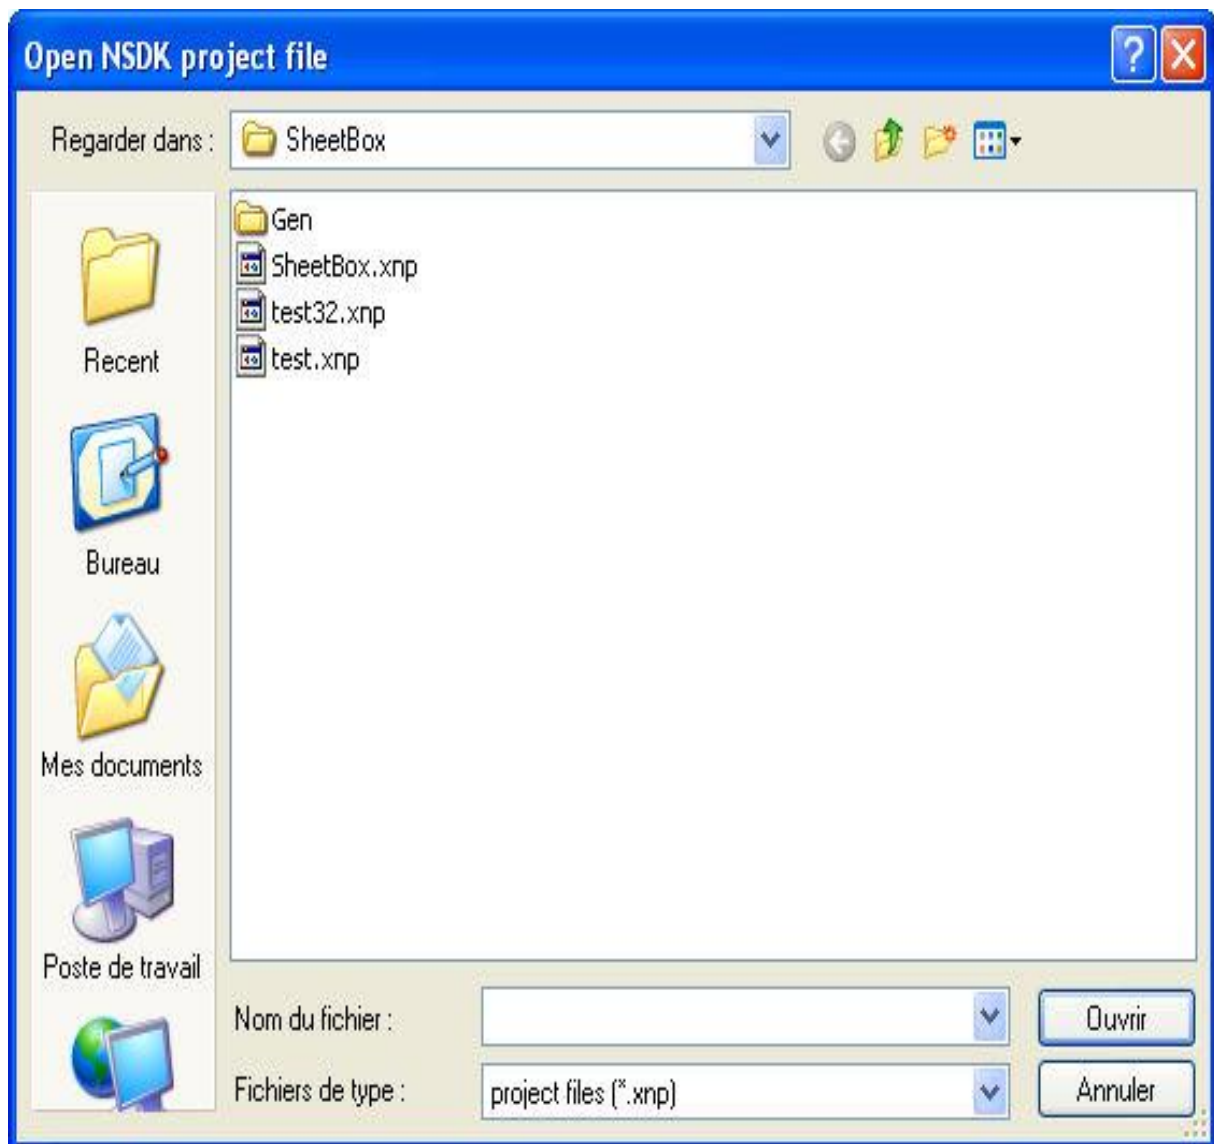 Open NSDK project file
Regarder dans :
SheetBox
Gen
SheetBox.xnp
test32.xnp
test.xnp
Recent
Bureau
Mes documents
Poste de travail
Nom du fichier :
Ouvrir
Fichiers de type :
project files (*.xnp)
Annuler